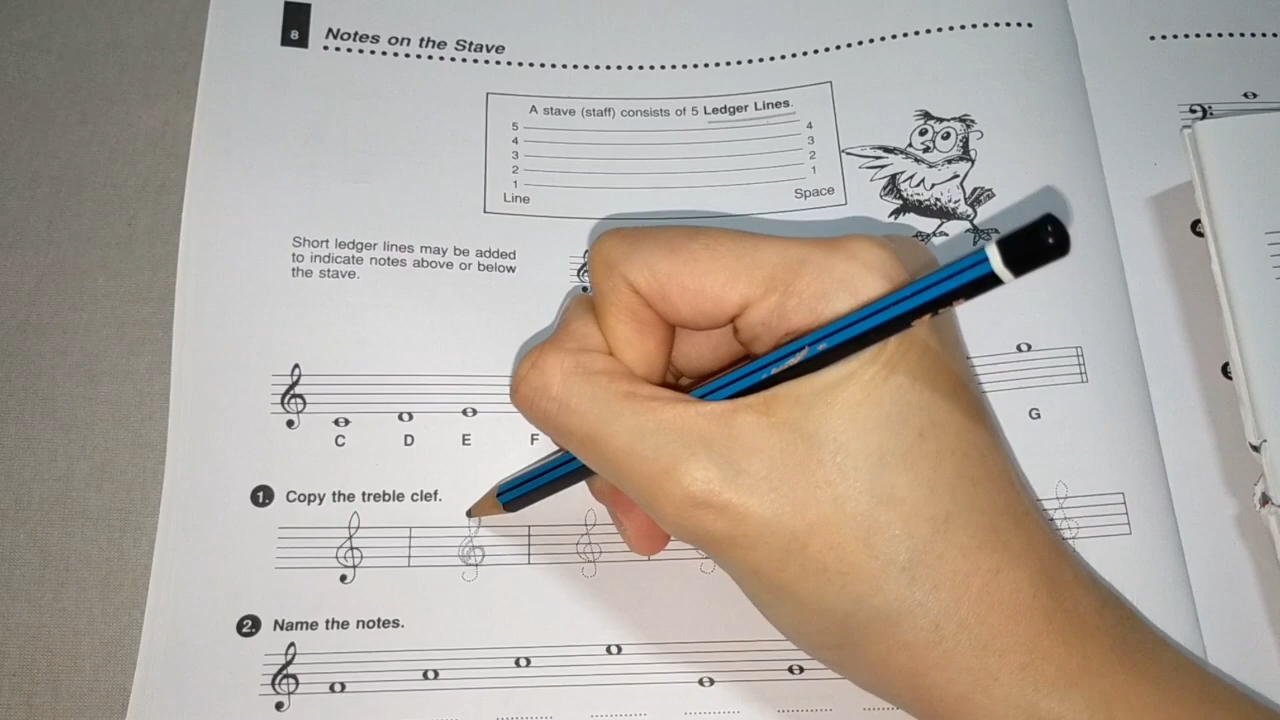 8 Notes on the Stave
A stave (staff) consists of 5 Ledger Lines.
5 4
4 3
3 2
2 1
1
Line Space
Short ledger lines may be added
to indicate notes above or below
the stave.
C D E F G
1. Copy the treble clef.
2. Name the notes.